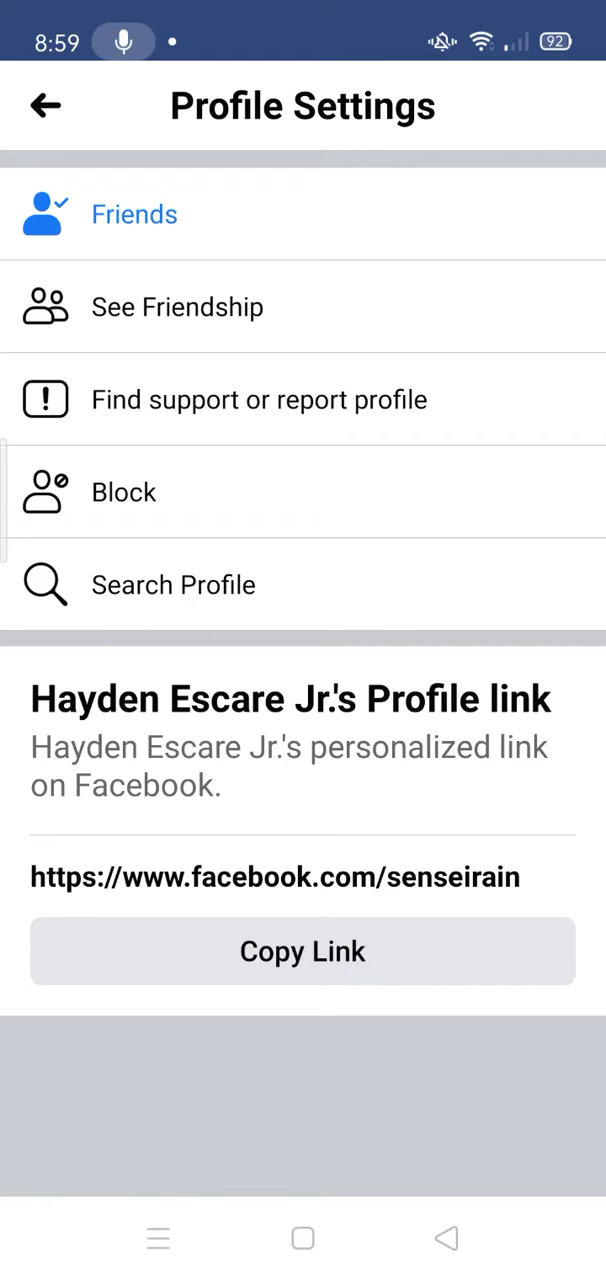 8:59
92
Profile Settings
Friends
See Friendship
Find support or report profile
Block
Search Profile
Hayden Escare Jr.'s Profile link
Hayden Escare Jr.'s personalized link
on Facebook.
https://www.facebook.com/senseirain
Copy Link